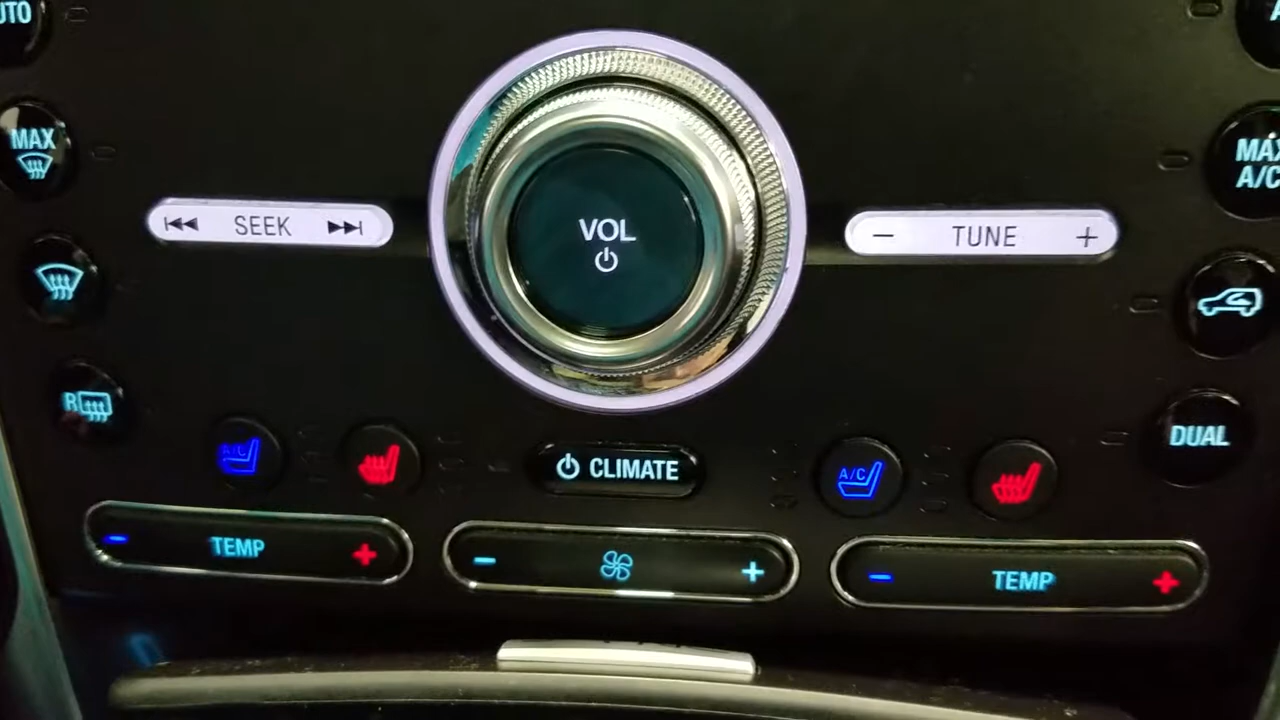 MAX
MAX
A/C
SEEK
VOL
− TUNE +
R
DUAL
A/C
CLIMATE
A/C
− TEMP +
− +
− TEMP +